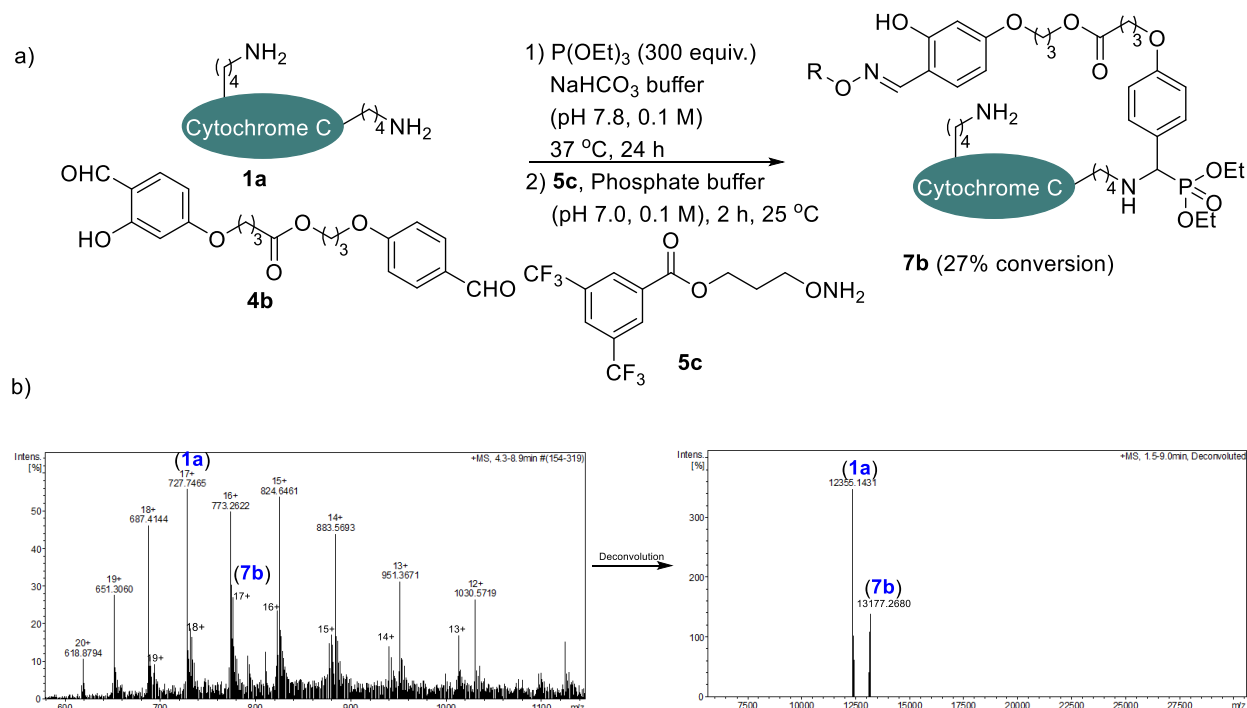 a)
NH₂
4
Cytochrome C
4 NH₂
1a
CHO
HO
O
3
O
O
3
O
CHO
4b
1) P(OEt)₃ (300 equiv.)
NaHCO₃ buffer
(pH 7.8, 0.1 M)
37 °C, 24 h
2) 5c, Phosphate buffer
(pH 7.0, 0.1 M), 2 h, 25 °C
CF₃
O
O
ONH₂
CF₃
5c
HO
O
3
O
O
3
O
R
O
N
NH₂
4
Cytochrome C
4
N
H
P
OEt
O
OEt
7b (27% conversion)
b)
Intens.
[%]
+MS, 4.3-8.9min #(154-319)
(1a)
17+
727.7465
15+
824.6461
16+
773.2622
18+
687.4144
14+
883.5693
(7b)
19+
651.3060
13+
951.3671
17+
12+
1030.5719
16+
20+
618.8794
18+
15+
14+
13+
19+
50
40
30
20
10
0
600
700
800
900
1000
1100
m/z
Deconvolution
Intens.
[%]
+MS, 1.5-9.0min, Deconvoluted
(1a)
12355.1431
(7b)
13177.2680
300
200
100
0
7500
10000
12500
15000
17500
20000
22500
25000
27500
m/z